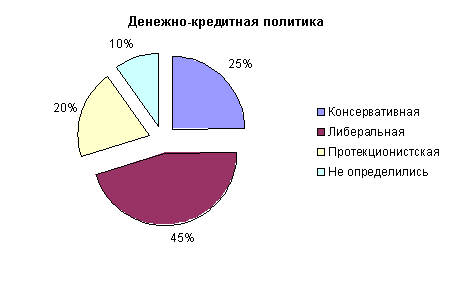 Денежно-кредитная политика
10%
25%
20%
45%
Консервативная
Либеральная
Протекционистская
Не определились